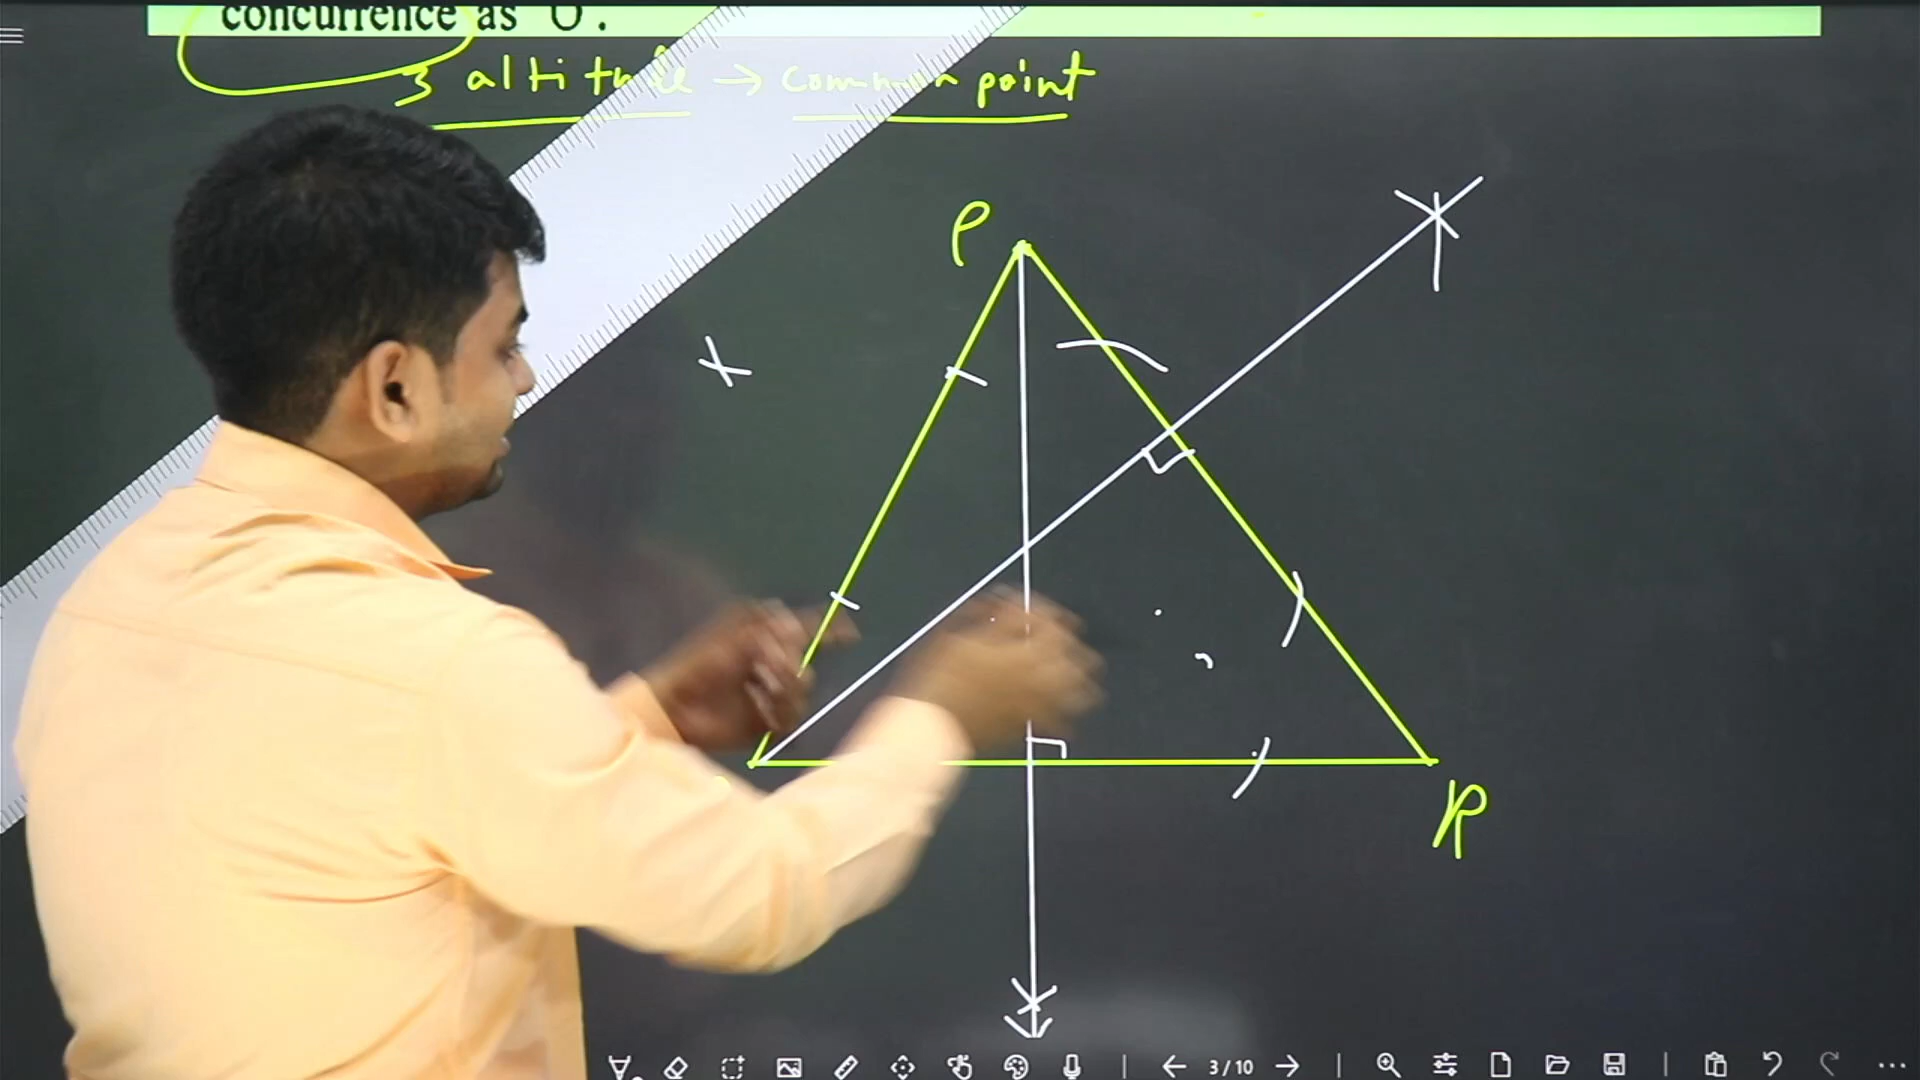 concurrence as 'O'.
3 altitude → common point
P
R
3/10